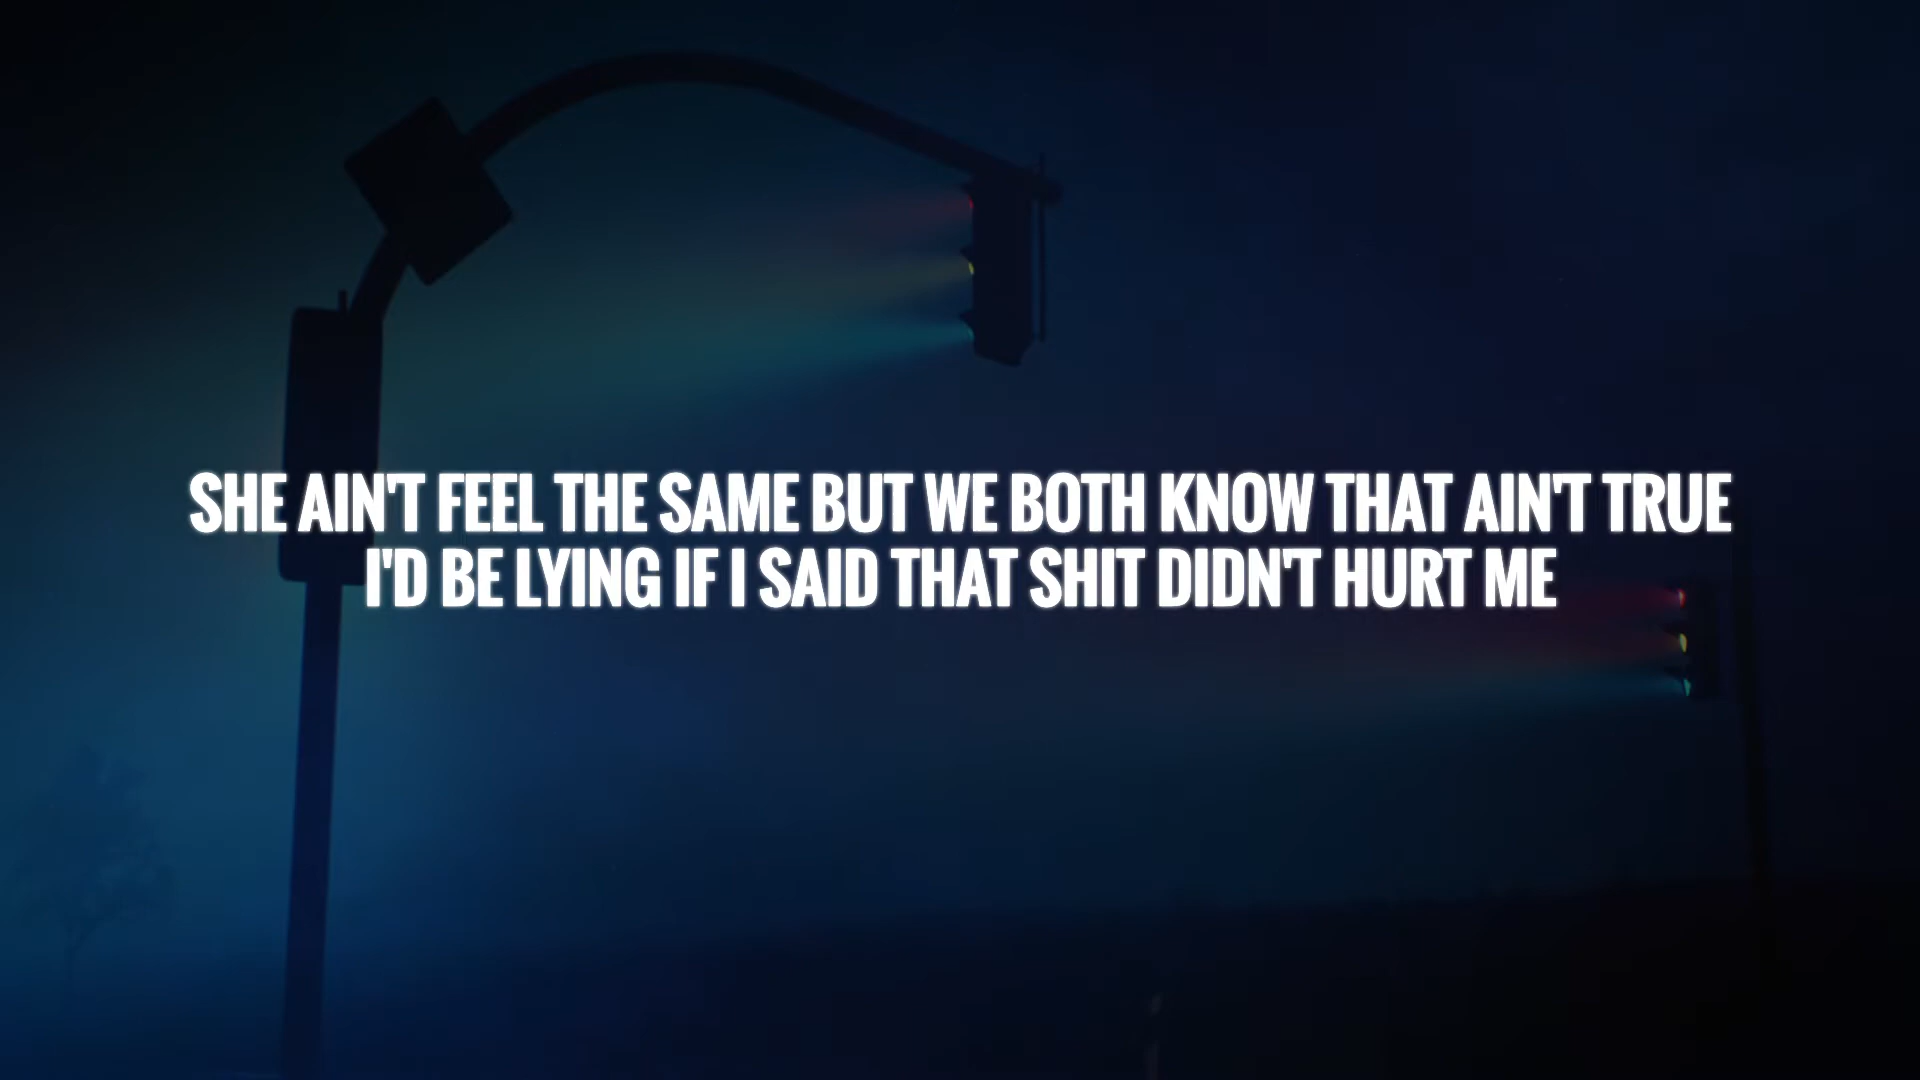 SHE AIN'T FEEL THE SAME BUT WE BOTH KNOW THAT AIN'T TRUE
I'D BE LYING IF I SAID THAT SHIT DIDN'T HURT ME